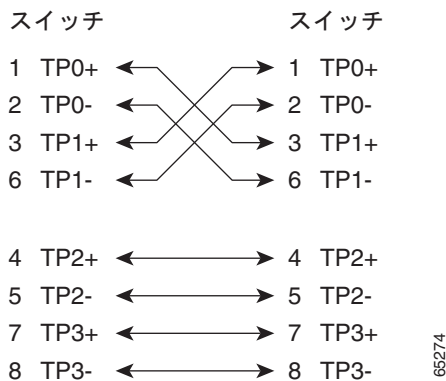 スイッチ スイッチ
1 TP0+ 1 TP0+
2 TP0- 2 TP0-
3 TP1+ 3 TP1+
6 TP1- 6 TP1-
4 TP2+ 4 TP2+
5 TP2- 5 TP2-
7 TP3+ 7 TP3+
8 TP3- 8 TP3-
65274